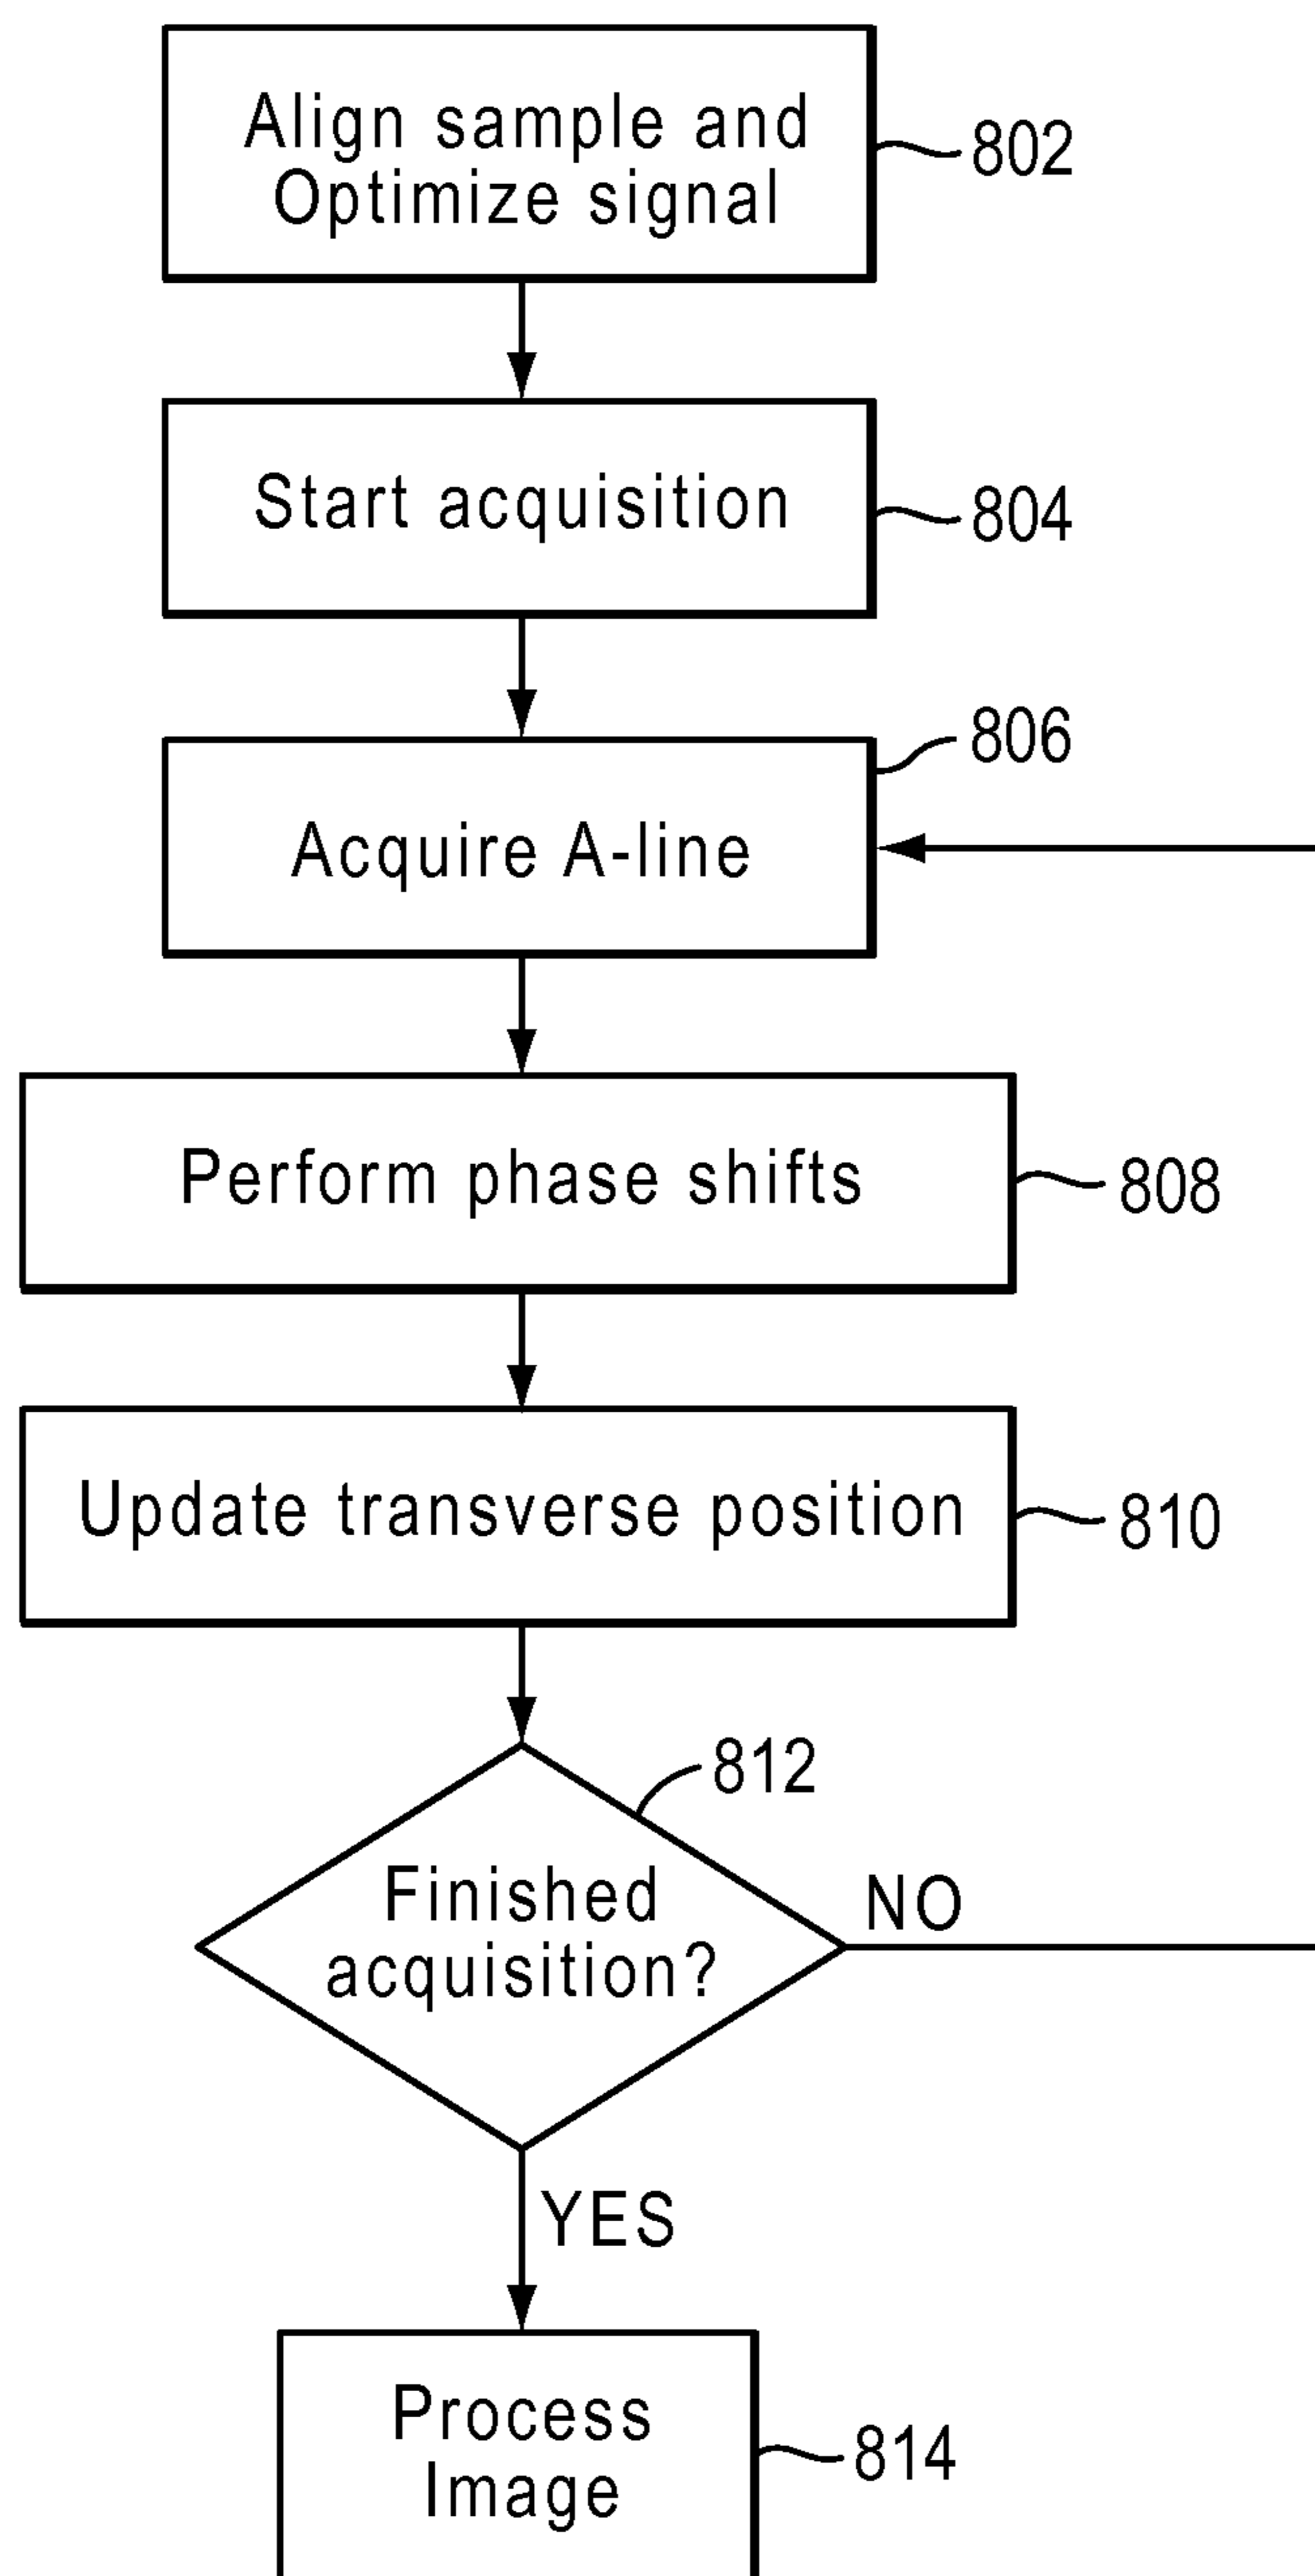 Align sample and
Optimize signal
802
Start acquisition
804
806
Acquire A-line
Perform phase shifts
808
Update transverse position
810
812
Finished
acquisition?
NO
YES
Process
Image
814